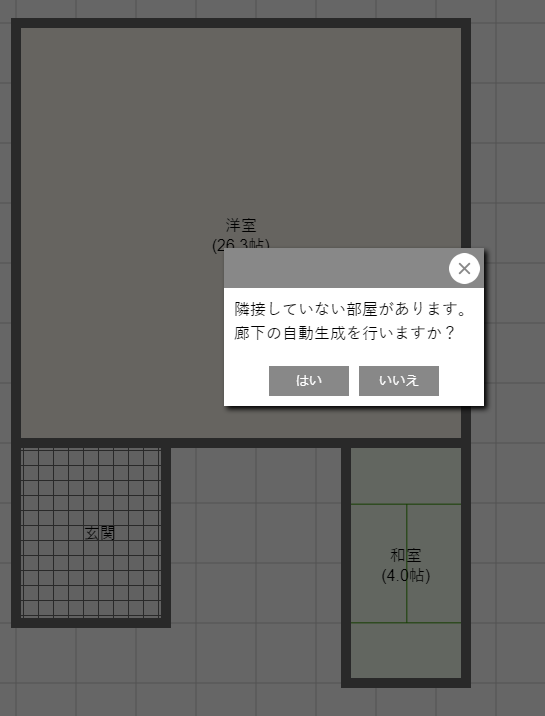 洋室
(26.3帖)
隣接していない部屋があります。
廊下の自動生成を行いますか？
はい
いいえ
玄関
和室
(4.0帖)